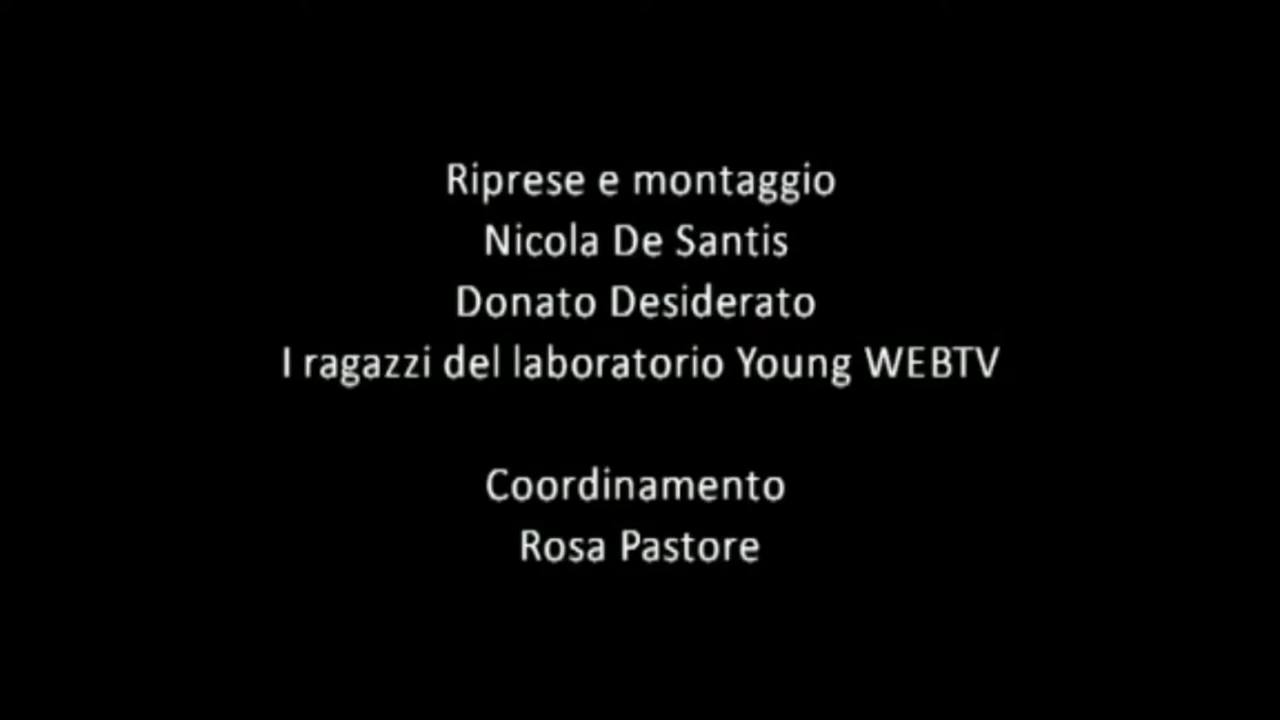 Riprese e montaggio
Nicola De Santis
Donato Desiderato
I ragazzi del laboratorio Young WEBTV
Coordinamento
Rosa Pastore